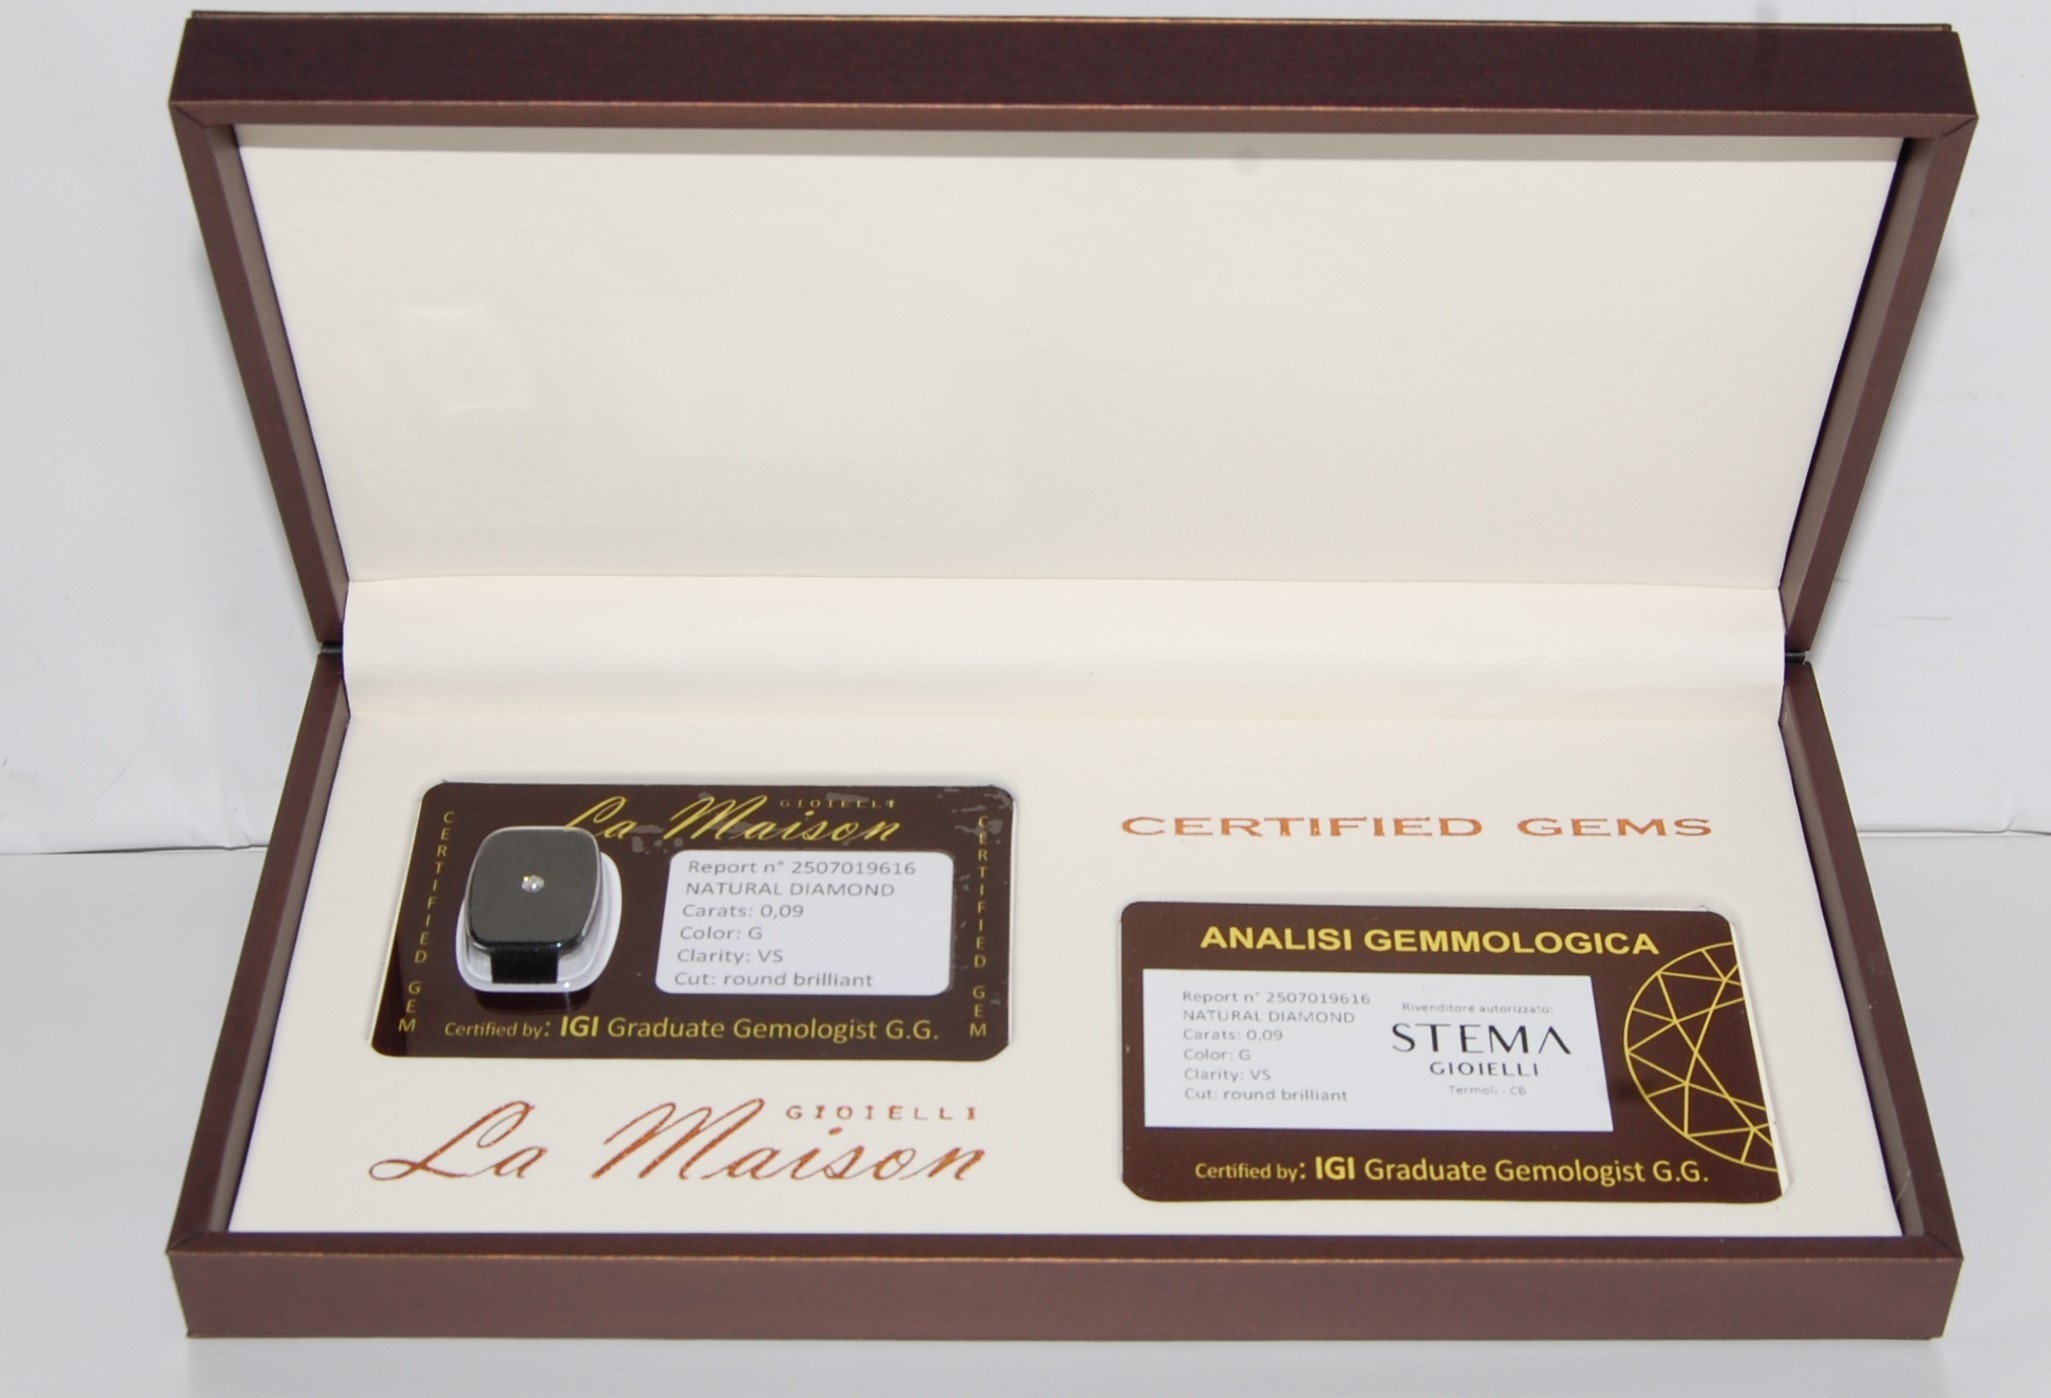 GIOIELLI
La Maison
CERTIFIED GEM
Report n° 2507019616
NATURAL DIAMOND
Carats: 0,09
Color: G
Clarity: VS
Cut: round brilliant
CERTIFIED GEM
Certified by: IGI Graduate Gemologist G.G.
GIOIELLI
La Maison
CERTIFIED GEMS
ANALISI GEMMOLOGICA
Report n° 2507019616
NATURAL DIAMOND
Carats: 0,09
Color: G
Clarity: VS
Cut: round brilliant
Rivenditore autorizzato:
STEMA
GIOIELLI
Termoli - CB
Certified by: IGI Graduate Gemologist G.G.